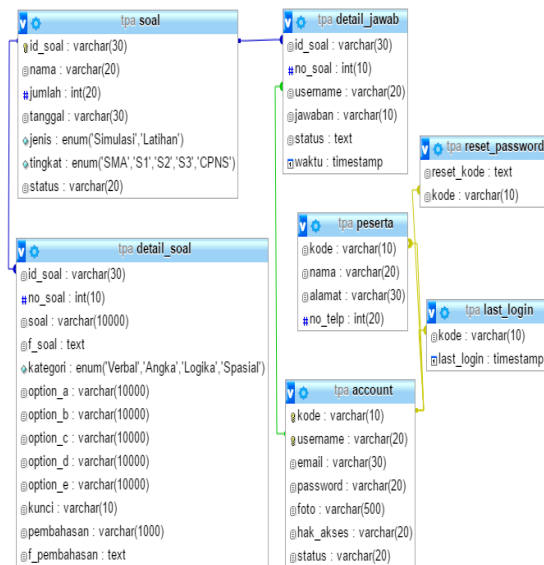 tpa soal
id_soal : varchar(30)
nama : varchar(20)
# jumlah : int(20)
tanggal : varchar(30)
jenis : enum('Simulasi','Latihan')
tingkat : enum('SMA','S1','S2','S3','CPNS')
status : varchar(20)
tpa detail_jawab
id_soal : varchar(30)
# no_soal : int(10)
username : varchar(20)
jawaban : varchar(10)
status : text
waktu : timestamp
tpa reset_password
reset_kode : text
kode : varchar(10)
tpa peserta
kode : varchar(10)
nama : varchar(20)
alamat : varchar(30)
# no_telp : int(20)
tpa detail_soal
id_soal : varchar(30)
# no_soal : int(10)
soal : varchar(10000)
f_soal : text
kategori : enum('Verbal','Angka','Logika','Spasial')
option_a : varchar(10000)
option_b : varchar(10000)
option_c : varchar(10000)
option_d : varchar(10000)
option_e : varchar(10000)
kunci : varchar(10)
pembahasan : varchar(1000)
f_pembahasan : text
tpa last_login
kode : varchar(10)
last_login : timestamp
tpa account
kode : varchar(10)
username : varchar(20)
email : varchar(30)
password : varchar(20)
foto : varchar(500)
hak_akses : varchar(20)
status : varchar(20)